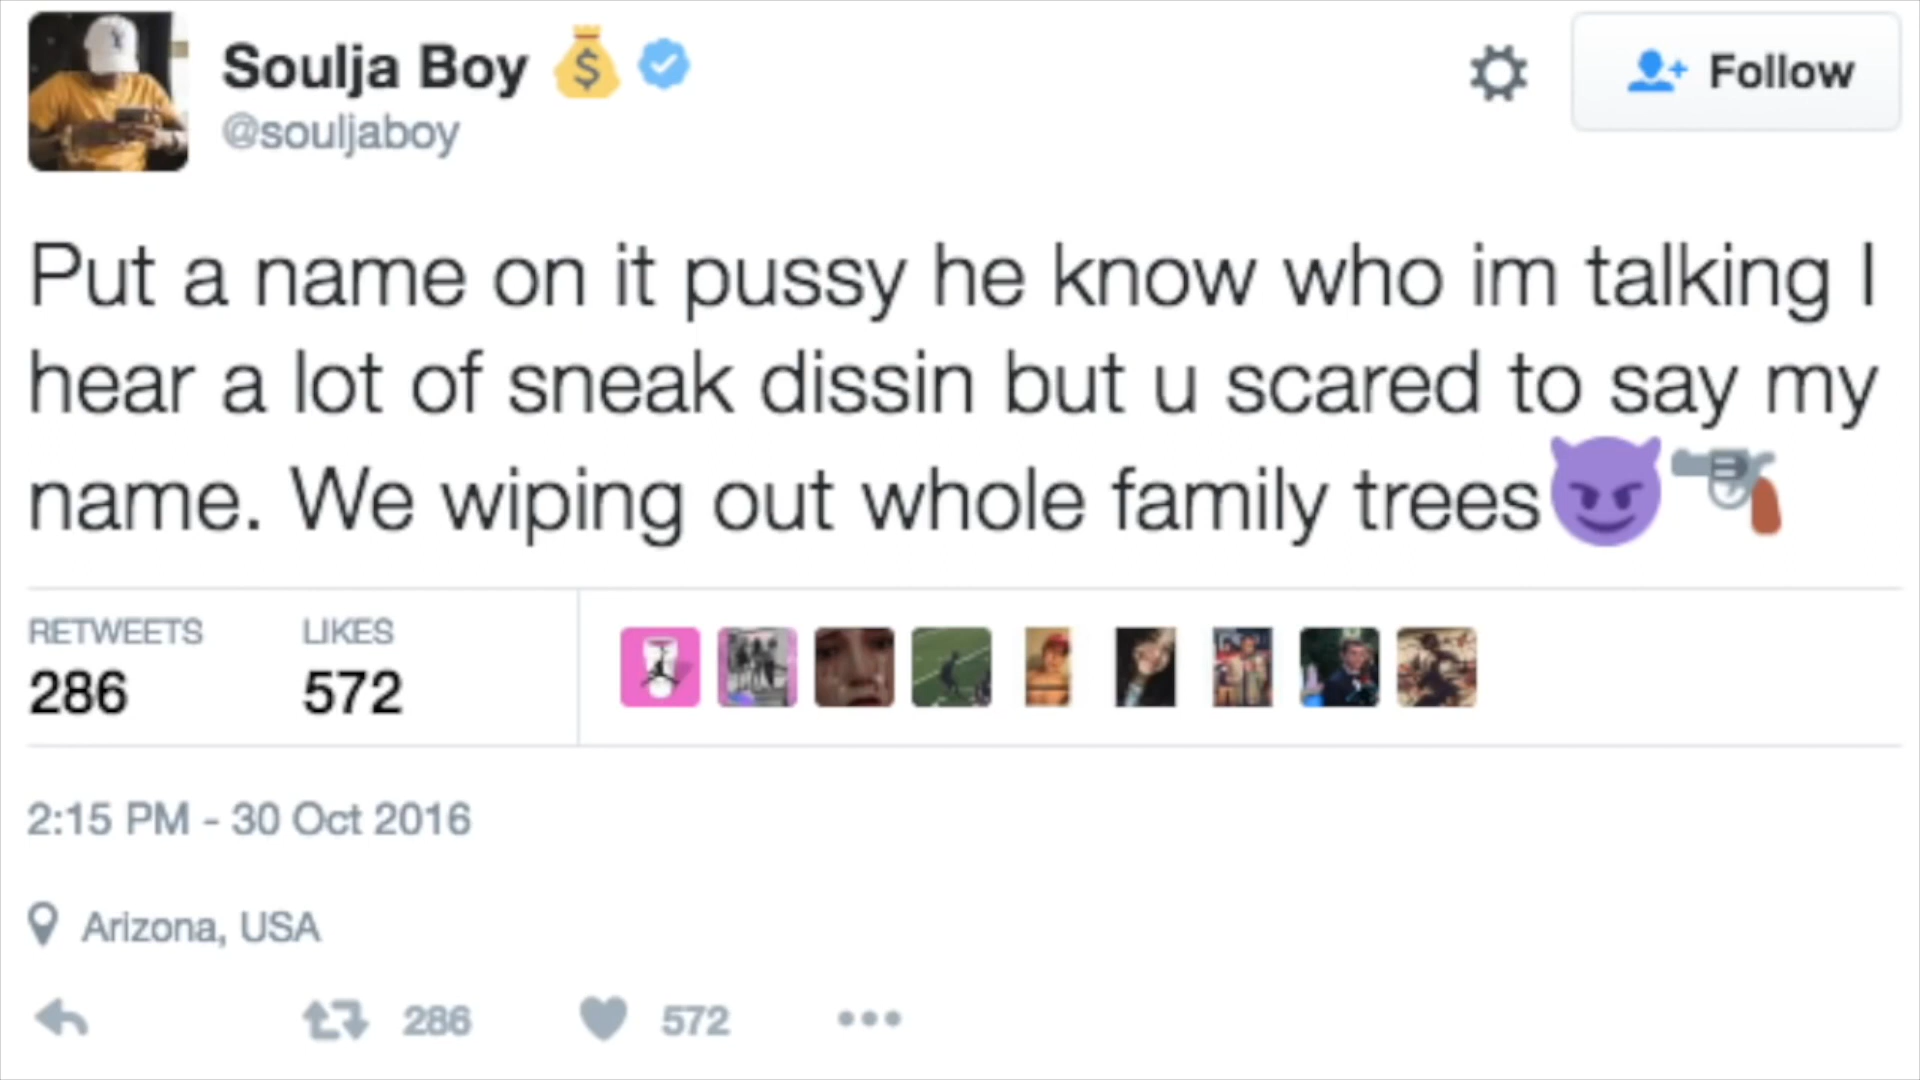 Soulja Boy
@souljaboy
Follow
Put a name on it pussy he know who im talking I
hear a lot of sneak dissin but u scared to say my
name. We wiping out whole family trees😈🔫
RETWEETS LIKES
286 572
2:15 PM - 30 Oct 2016
Arizona, USA
286 572